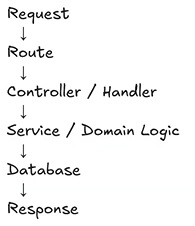 Request
↓
Route
↓
Controller / Handler
↓
Service / Domain Logic
↓
Database
↓
Response